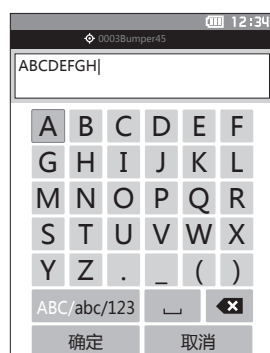 12:34
0003Bumper45
ABCDEFGH
A B C D E F
G H I J K L
M N O P Q R
S T U V W X
Y Z . _ ( )
ABC/abc/123
确定 取消